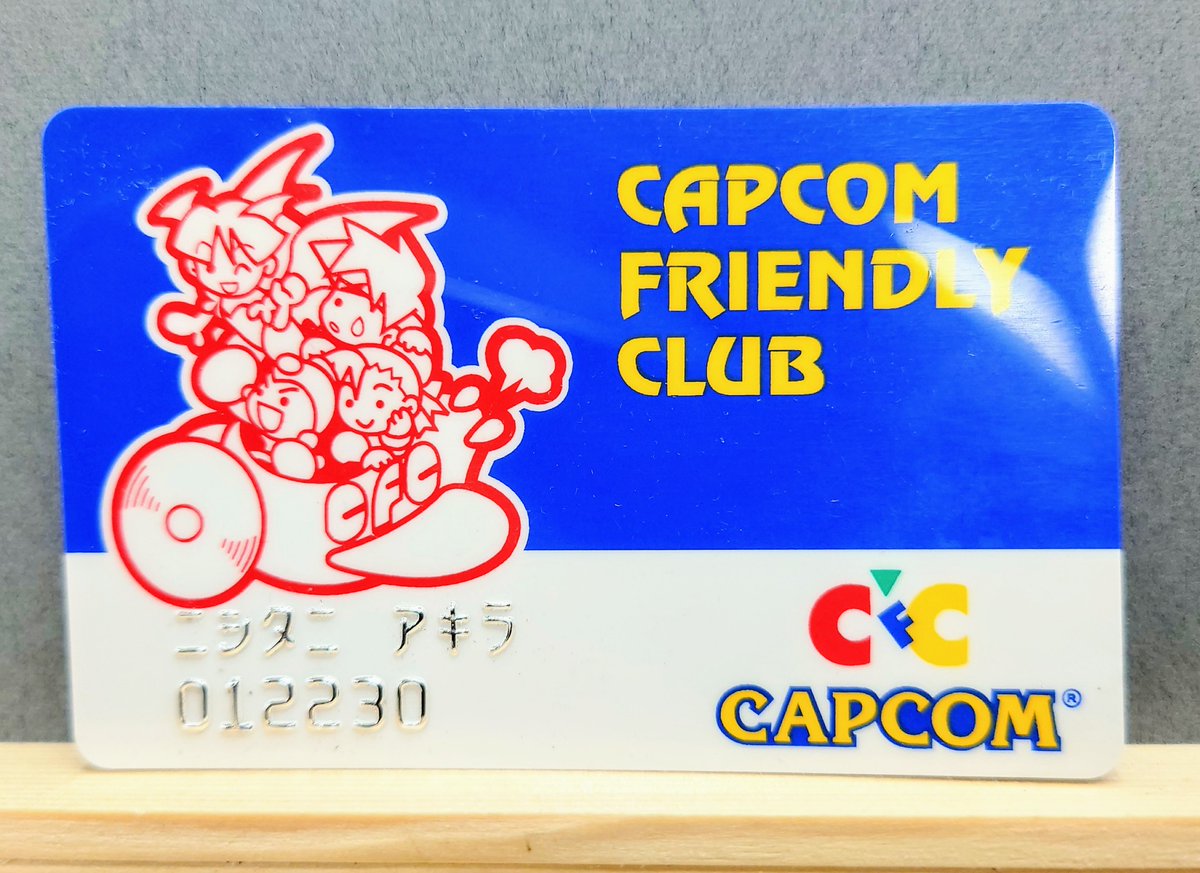 CAPCOM
FRIENDLY
CLUB
CFC
ニシタニ アキラ
012230
CFC
CAPCOM®